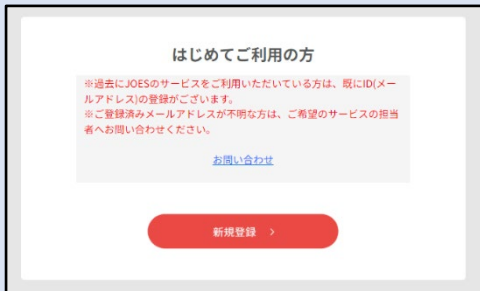 はじめてご利用の方
※過去にJOESのサービスをご利用いただいている方は、既にID(メー
ルアドレス)の登録がございます。
※ご登録済みメールアドレスが不明な方は、ご希望のサービスの担当
者へお問い合わせください。
お問い合わせ
新規登録 >